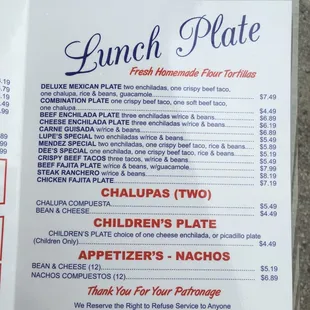 Lunch Plate
Fresh Homemade Flour Tortillas
DELUXE MEXICAN PLATE two enchiladas, one crispy beef taco,
one chalupa, rice & beans, guacamole $7.49
COMBINATION PLATE one crispy beef taco, one soft beef taco,
one chalupa $4.49
BEEF ENCHILADA PLATE three enchiladas w/rice & beans $6.89
CHEESE ENCHILADA PLATE three enchiladas w/rice & beans $6.19
CARNE GUISADA w/rice & beans $6.89
LUPE'S SPECIAL two enchiladas w/rice & beans $5.49
MENDEZ SPECIAL two enchiladas, one crispy beef taco, rice & beans $6.89
DEE'S SPECIAL one enchilada, one crispy beef taco, rice & beans $5.89
CRISPY BEEF TACOS three tacos, w/rice & beans $5.49
BEEF FAJITA PLATE w/rice & beans, w/guacamole $7.99
STEAK RANCHERO w/rice & beans $8.19
CHICKEN FAJITA PLATE $7.19
CHALUPAS (TWO)
CHALUPA COMPUESTA $5.49
BEAN & CHEESE $4.49
CHILDREN'S PLATE
CHILDREN'S PLATE choice of one cheese enchilada, or picadillo plate
(Children Only) $4.49
APPETIZER'S - NACHOS
BEAN & CHEESE (12) $5.19
NACHOS COMPUESTOS (12) $6.89
Thank You For Your Patronage
We Reserve the Right to Refuse Service to Anyone